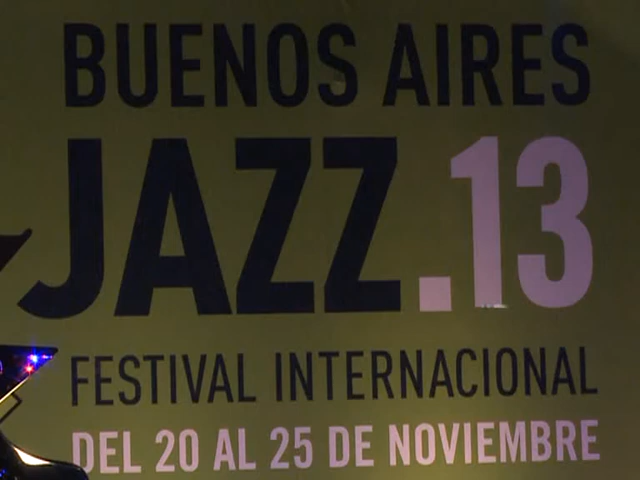 BUENOS AIRES
JAZZ.13
FESTIVAL INTERNACIONAL
DEL 20 AL 25 DE NOVIEMBRE